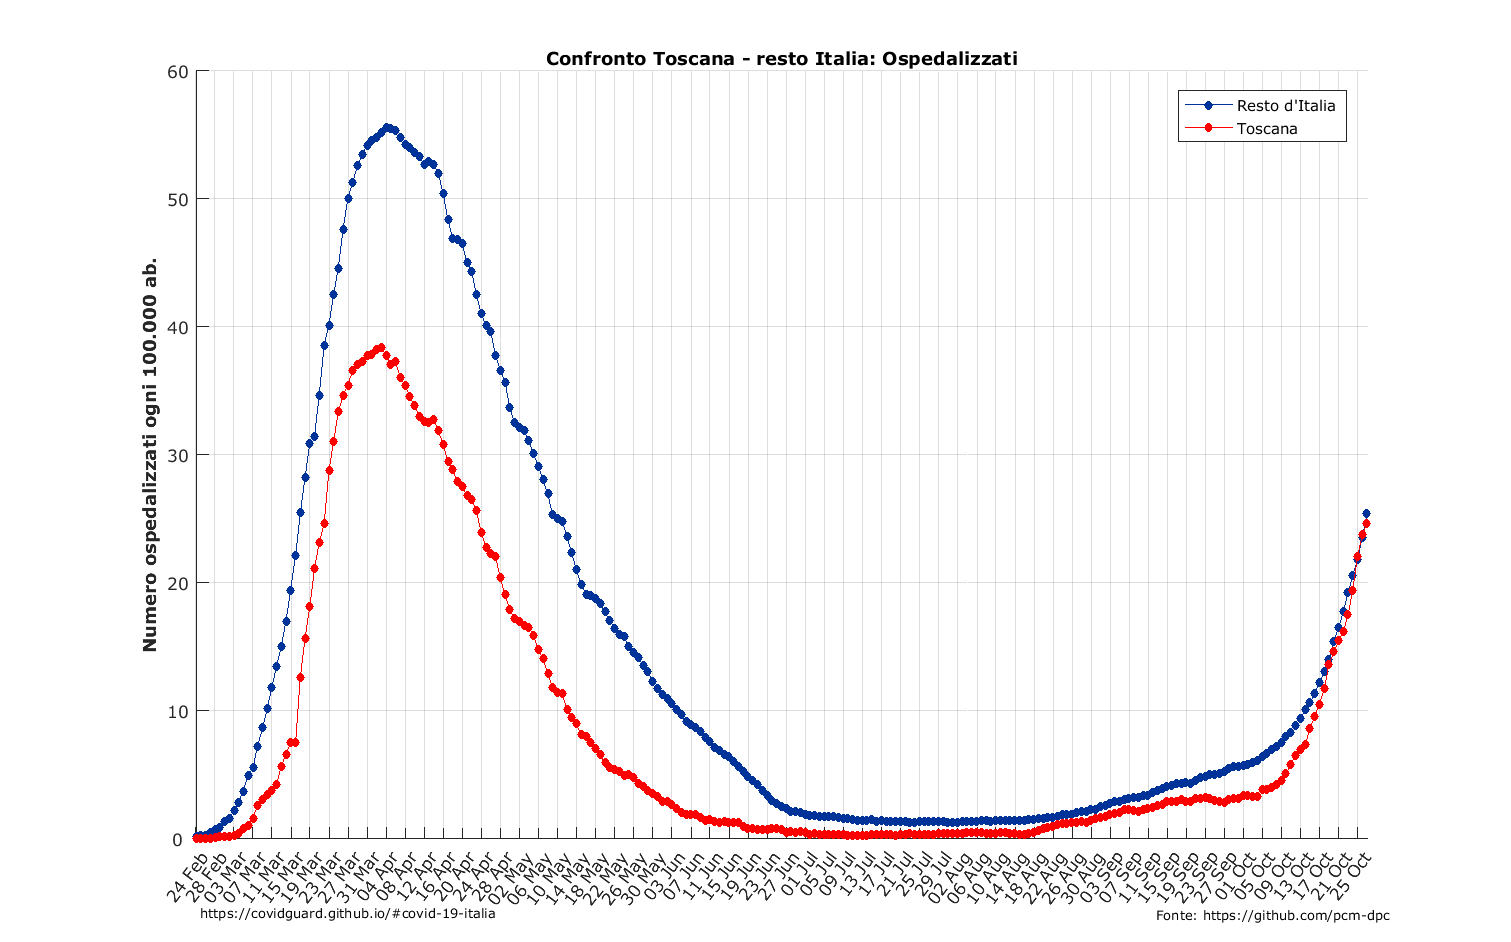 Confronto Toscana - resto Italia: Ospedalizzati
Numero ospedalizzati ogni 100.000 ab.
60
50
40
30
20
10
0
Resto d'Italia
Toscana
24 Feb
28 Feb
03 Mar
07 Mar
11 Mar
15 Mar
19 Mar
23 Mar
27 Mar
31 Mar
04 Apr
08 Apr
12 Apr
16 Apr
20 Apr
24 Apr
28 Apr
02 May
06 May
10 May
14 May
18 May
22 May
26 May
30 May
03 Jun
07 Jun
11 Jun
15 Jun
19 Jun
23 Jun
27 Jun
01 Jul
05 Jul
09 Jul
13 Jul
17 Jul
21 Jul
25 Jul
29 Jul
02 Aug
06 Aug
10 Aug
14 Aug
18 Aug
22 Aug
26 Aug
30 Aug
03 Sep
07 Sep
11 Sep
15 Sep
19 Sep
23 Sep
27 Sep
01 Oct
05 Oct
09 Oct
13 Oct
17 Oct
21 Oct
25 Oct
https://covidguard.github.io/#covid-19-italia
Fonte: https://github.com/pcm-dpc